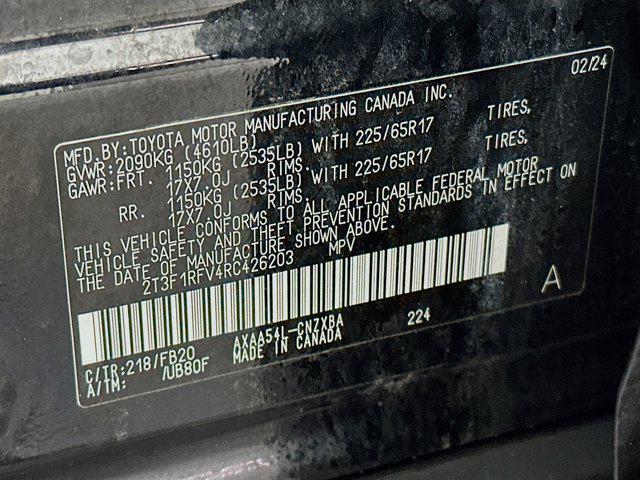 02/24
MFD.BY:TOYOTA MOTOR MANUFACTURING CANADA INC.
GVWR:2090KG (4610LB)
GAWR:FRT. 1150KG (2535LB) WITH 225/65R17 TIRES,
17X7.0J RIMS.
RR. 1150KG (2535LB) WITH 225/65R17 TIRES,
17X7.0J RIMS.
THIS VEHICLE CONFORMS TO ALL APPLICABLE FEDERAL MOTOR
VEHICLE SAFETY AND THEFT PREVENTION STANDARDS IN EFFECT ON
THE DATE OF MANUFACTURE SHOWN ABOVE.
2T3F1RFV4RC426203 MPV
A
C/TR:218/FB20 AXAA54L-CNZXBA 224
A/TM: /UB80F MADE IN CANADA